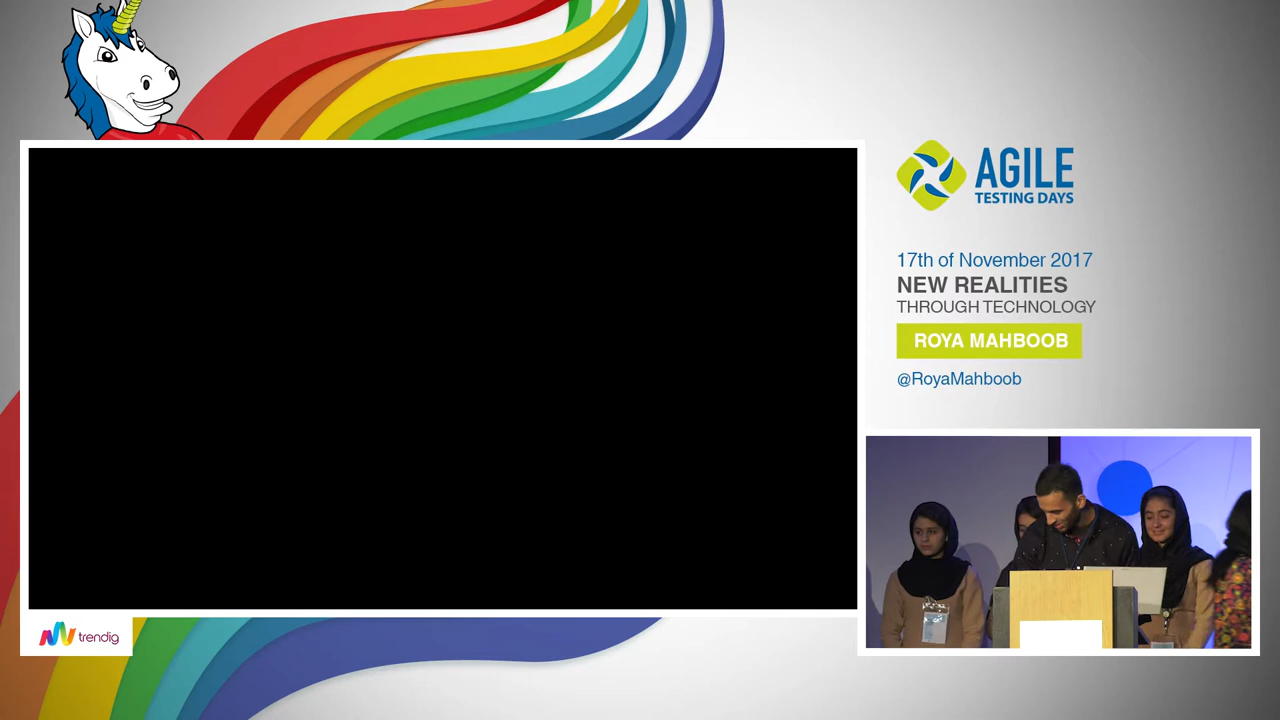 AGILE
TESTING DAYS
17th of November 2017
NEW REALITIES
THROUGH TECHNOLOGY
ROYA MAHBOOB
@RoyaMahboob
trendig